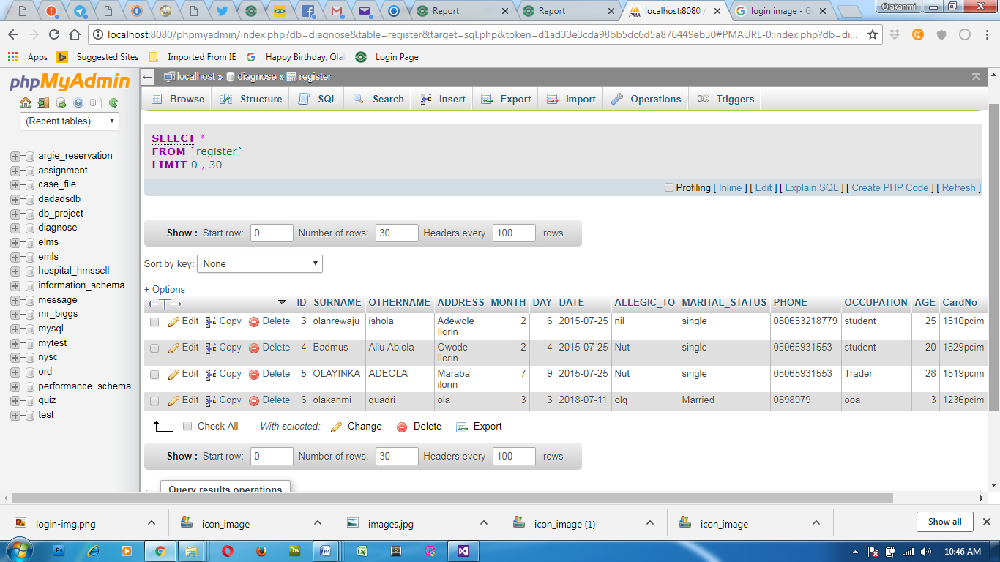 Report
Report
localhost:8080 /
login image - G
Olakanmi
localhost:8080/phpmyadmin/index.php?db=diagnose&table=register&target=sql.php&token=d1ad33e3cda98bb5dc6d5a876449eb30#PMAURL-0:index.php?db=di...
Apps
Suggested Sites
Imported From IE
Happy Birthday, Ola
Login Page
phpMyAdmin
(Recent tables) ...
argie_reservation
assignment
case_file
dadadsdb
db_project
diagnose
elms
emls
hospital_hmssell
information_schema
message
mr_biggs
mysql
mytest
nysc
ord
performance_schema
quiz
test
localhost » diagnose » register
Browse Structure SQL Search Insert Export Import Operations Triggers
SELECT *
FROM `register`
LIMIT 0 , 30
Profiling [ Inline ] [ Edit ] [ Explain SQL ] [ Create PHP Code ] [ Refresh ]
Show : Start row: 0 Number of rows: 30 Headers every 100 rows
Sort by key: None
+ Options
←T→ ID SURNAME OTHERNAME ADDRESS MONTH DAY DATE ALLEGIC_TO MARITAL_STATUS PHONE OCCUPATION AGE CardNo
Edit Copy Delete 3 olanrewaju ishola Adewole Ilorin 2 6 2015-07-25 nil single 080653218779 student 25 1510pcim
Edit Copy Delete 4 Badmus Aliu Abiola Owode Ilorin 2 4 2015-07-25 Nut single 08065931553 student 20 1829pcim
Edit Copy Delete 5 OLAYINKA ADEOLA Maraba ilorin 7 9 2015-07-25 Nut single 08065931553 Trader 28 1519pcim
Edit Copy Delete 6 olakanmi quadri ola 3 3 2018-07-11 olq Married 0898979 ooa 3 1236pcim
Check All With selected: Change Delete Export
Show : Start row: 0 Number of rows: 30 Headers every 100 rows
Query results operations
login-img.png
icon_image
images.jpg
icon_image (1)
icon_image
Show all
10:46 AM